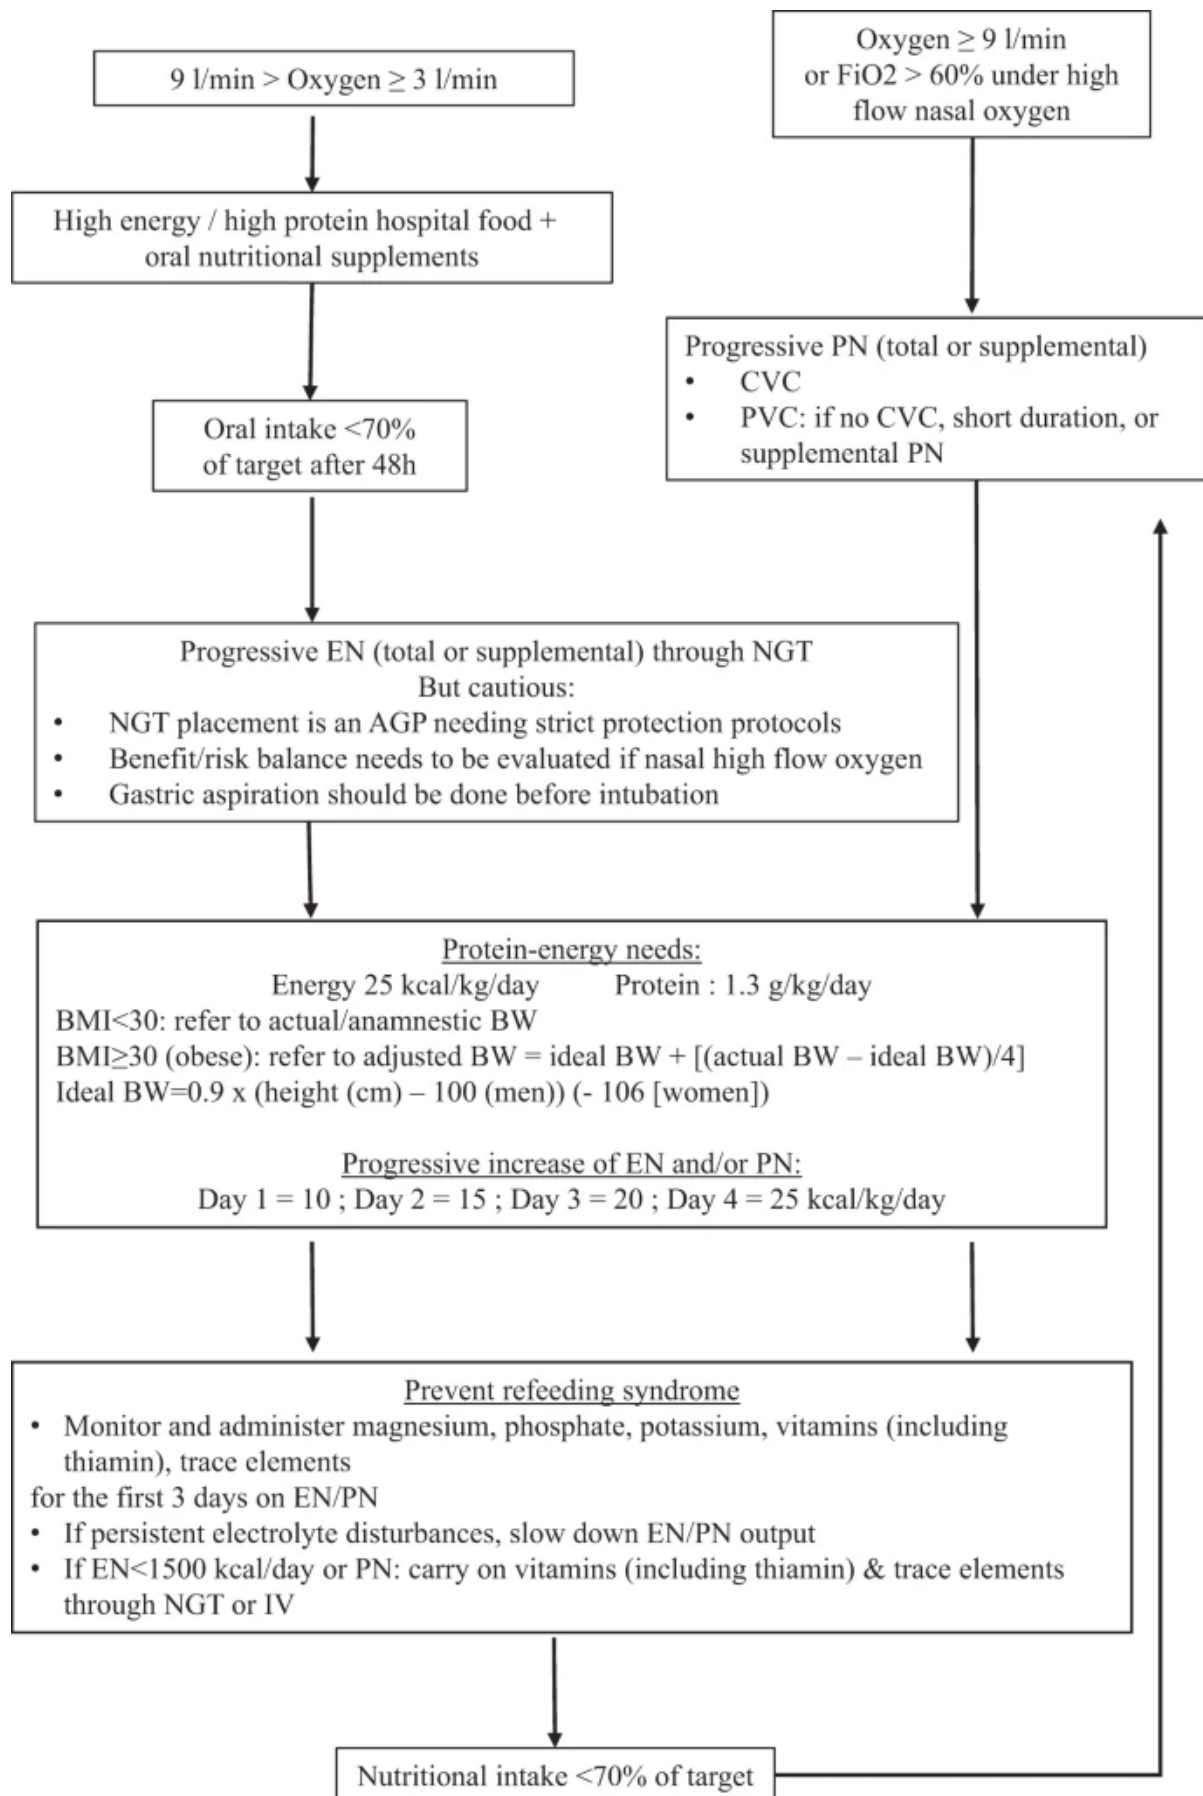 9 l/min > Oxygen ≥ 3 l/min
Oxygen ≥ 9 l/min
or FiO2 > 60% under high
flow nasal oxygen
High energy / high protein hospital food +
oral nutritional supplements
Progressive PN (total or supplemental)
• CVC
• PVC: if no CVC, short duration, or
supplemental PN
Oral intake <70%
of target after 48h
Progressive EN (total or supplemental) through NGT
But cautious:
• NGT placement is an AGP needing strict protection protocols
• Benefit/risk balance needs to be evaluated if nasal high flow oxygen
• Gastric aspiration should be done before intubation
Protein-energy needs:
Energy 25 kcal/kg/day Protein : 1.3 g/kg/day
BMI<30: refer to actual/anamnestic BW
BMI≥30 (obese): refer to adjusted BW = ideal BW + [(actual BW – ideal BW)/4]
Ideal BW=0.9 x (height (cm) – 100 (men)) (- 106 [women])
Progressive increase of EN and/or PN:
Day 1 = 10 ; Day 2 = 15 ; Day 3 = 20 ; Day 4 = 25 kcal/kg/day
Prevent refeeding syndrome
• Monitor and administer magnesium, phosphate, potassium, vitamins (including
thiamin), trace elements
for the first 3 days on EN/PN
• If persistent electrolyte disturbances, slow down EN/PN output
• If EN<1500 kcal/day or PN: carry on vitamins (including thiamin) & trace elements
through NGT or IV
Nutritional intake <70% of target